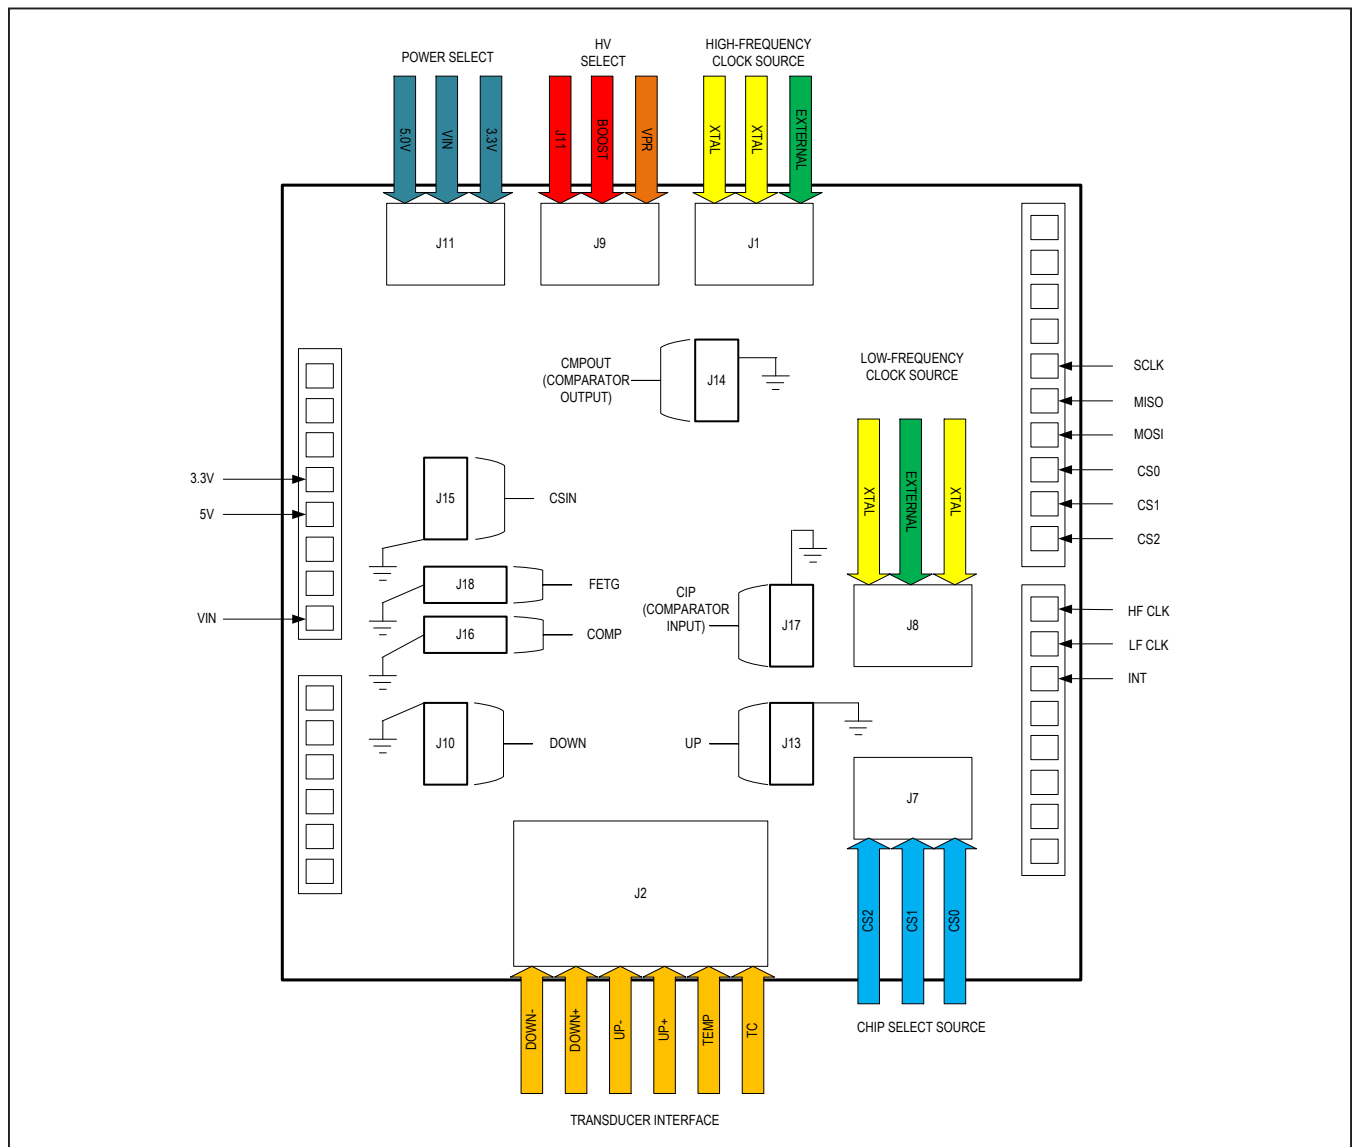 POWER SELECT
HV
SELECT
HIGH-FREQUENCY
CLOCK SOURCE
5.0V
VIN
3.3V
J11
BOOST
VPR
XTAL
XTAL
EXTERNAL
J11
J9
J1
CMPOUT
(COMPARATOR
OUTPUT)
J14
LOW-FREQUENCY
CLOCK SOURCE
SCLK
MISO
MOSI
CS0
CS1
CS2
3.3V
5V
VIN
J15
CSIN
XTAL
EXTERNAL
XTAL
J18
FETG
J16
COMP
CIP
(COMPARATOR
INPUT)
J17
J8
HF CLK
LF CLK
INT
J10
DOWN
UP
J13
J7
J2
CS2
CS1
CS0
CHIP SELECT SOURCE
DOWN-
DOWN+
UP-
UP+
TEMP
TC
TRANSDUCER INTERFACE